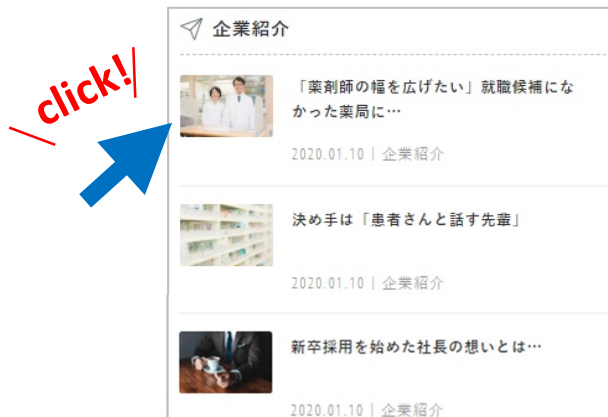 企業紹介
click!
「薬剤師の幅を広げたい」就職候補にな
かった薬局に…
2020.01.10 | 企業紹介
決め手は「患者さんと話す先輩」
2020.01.10 | 企業紹介
新卒採用を始めた社長の想いとは…
2020.01.10 | 企業紹介